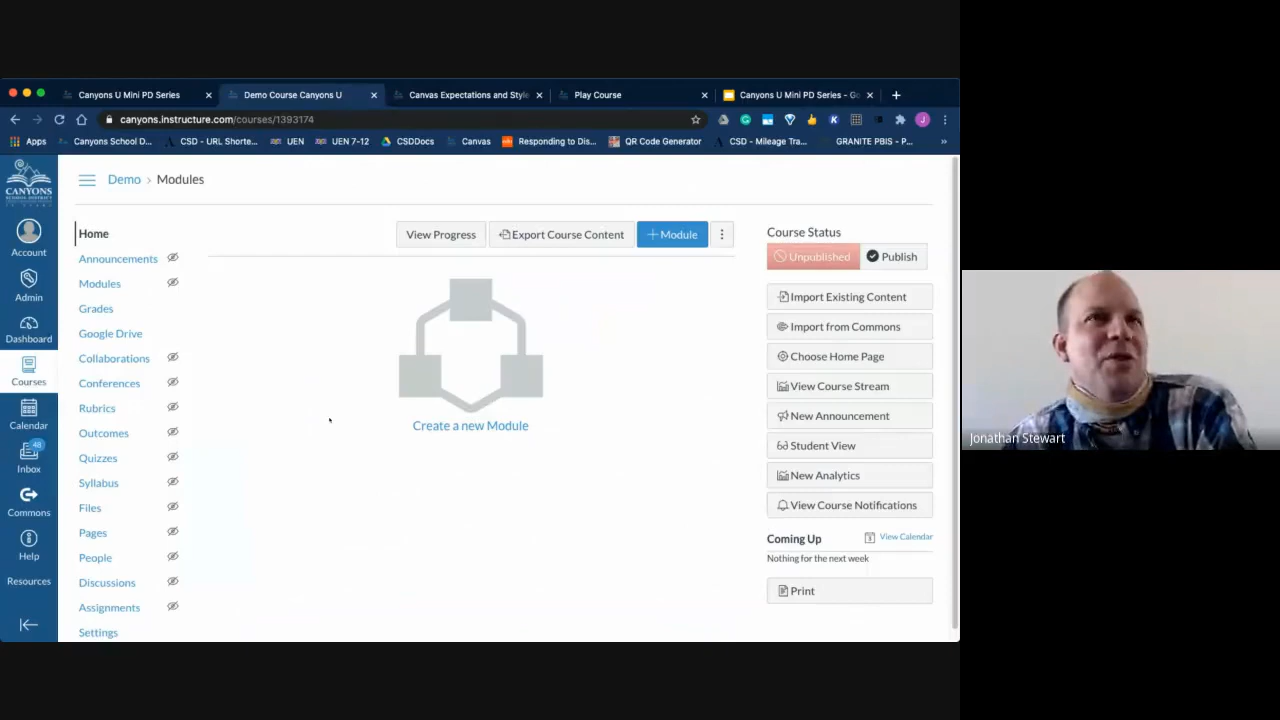 Canyons U Mini PD Series
Demo Course Canyons U
Canvas Expectations and Style
Play Course
Canyons U Mini PD Series - Go
canyons.instructure.com/courses/1393174
J
Apps
Canyons School D...
CSD - URL Shorte...
UEN
UEN 7-12
CSDDocs
Canvas
Responding to Dis...
QR Code Generator
CSD - Mileage Tra...
GRANITE PBIS - P...
»
CANYONS
Account
Admin
Dashboard
Courses
Calendar
48
Inbox
Commons
Help
Resources
Demo › Modules
Home
Announcements
Modules
Grades
Google Drive
Collaborations
Conferences
Rubrics
Outcomes
Quizzes
Syllabus
Files
Pages
People
Discussions
Assignments
Settings
View Progress
Export Course Content
+ Module
Create a new Module
Course Status
Unpublished
Publish
Import Existing Content
Import from Commons
Choose Home Page
View Course Stream
New Announcement
Student View
New Analytics
View Course Notifications
Coming Up
View Calendar
Nothing for the next week
Print
Jonathan Stewart